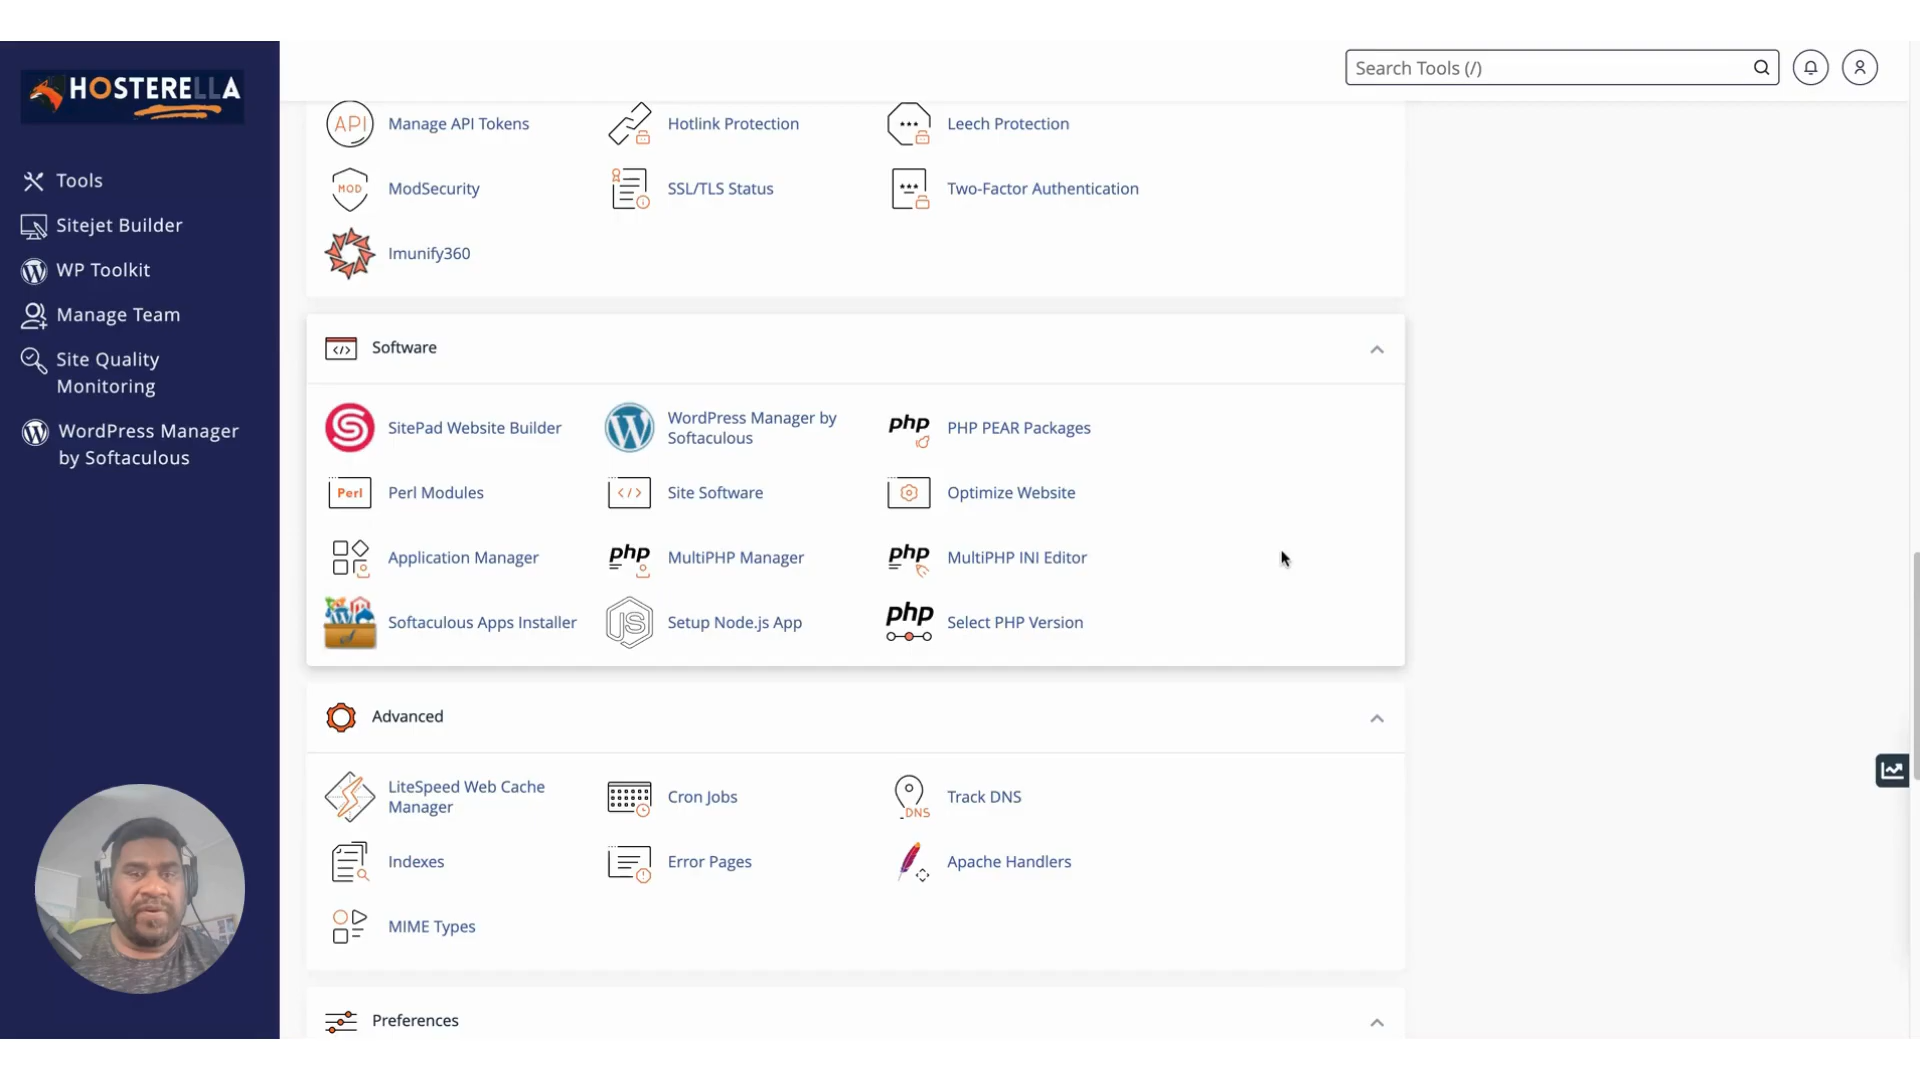 HOSTERELLA
Search Tools (/)
Tools
Sitejet Builder
WP Toolkit
Manage Team
Site Quality
Monitoring
WordPress Manager
by Softaculous
API
Manage API Tokens
Hotlink Protection
Leech Protection
MOD
ModSecurity
SSL/TLS Status
Two-Factor Authentication
Imunify360
Software
SitePad Website Builder
WordPress Manager by
Softaculous
php
PHP PEAR Packages
Perl
Perl Modules
Site Software
Optimize Website
Application Manager
php
MultiPHP Manager
php
MultiPHP INI Editor
Softaculous Apps Installer
JS
Setup Node.js App
php
Select PHP Version
Advanced
LiteSpeed Web Cache
Manager
Cron Jobs
DNS
Track DNS
Indexes
Error Pages
Apache Handlers
MIME Types
Preferences